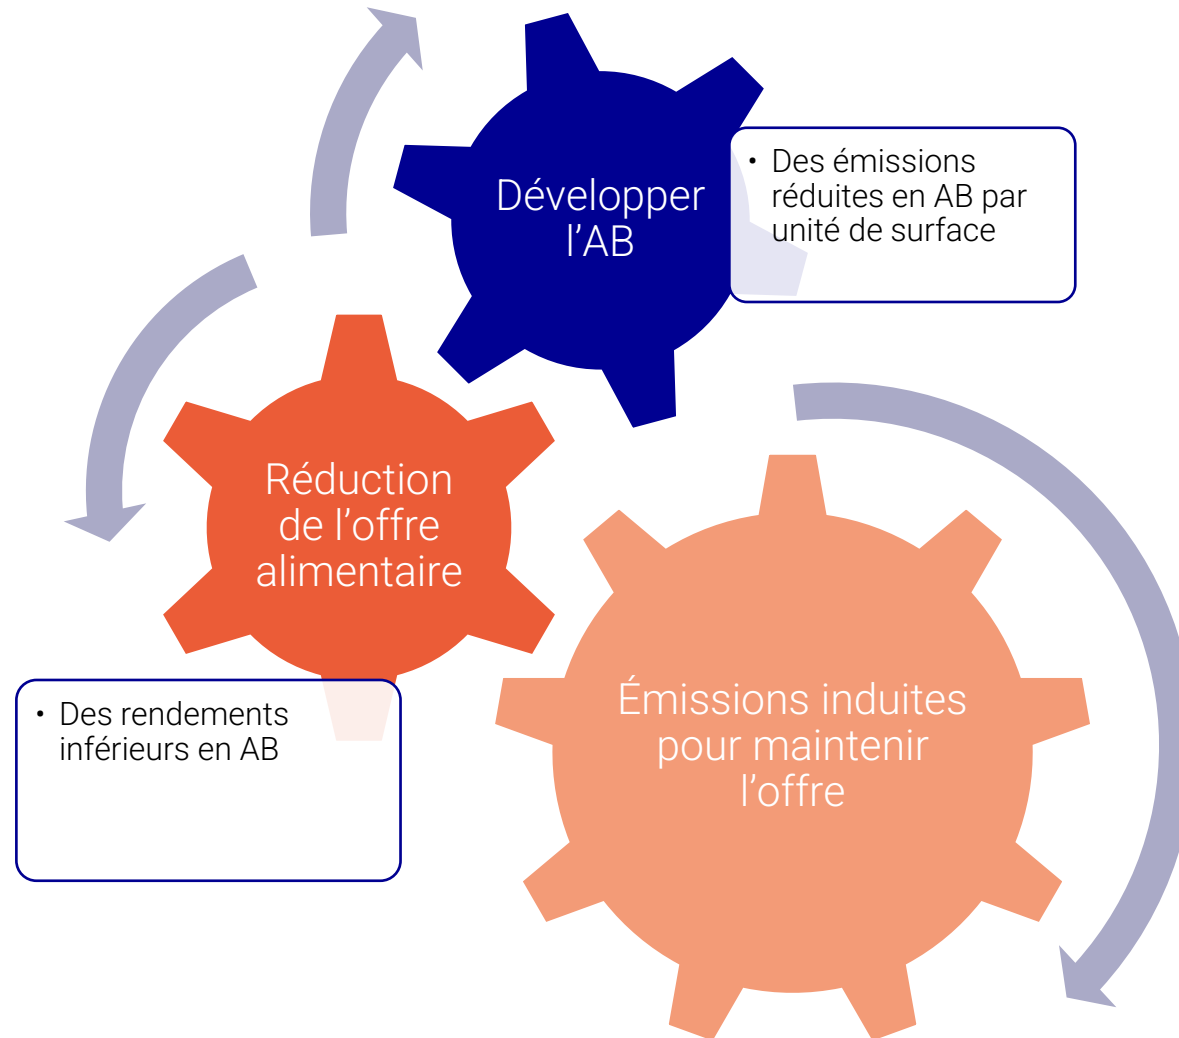 Développer
l’AB
• Des émissions
réduites en AB par
unité de surface
Réduction
de l’offre
alimentaire
• Des rendements
inférieurs en AB
Émissions induites
pour maintenir
l’offre